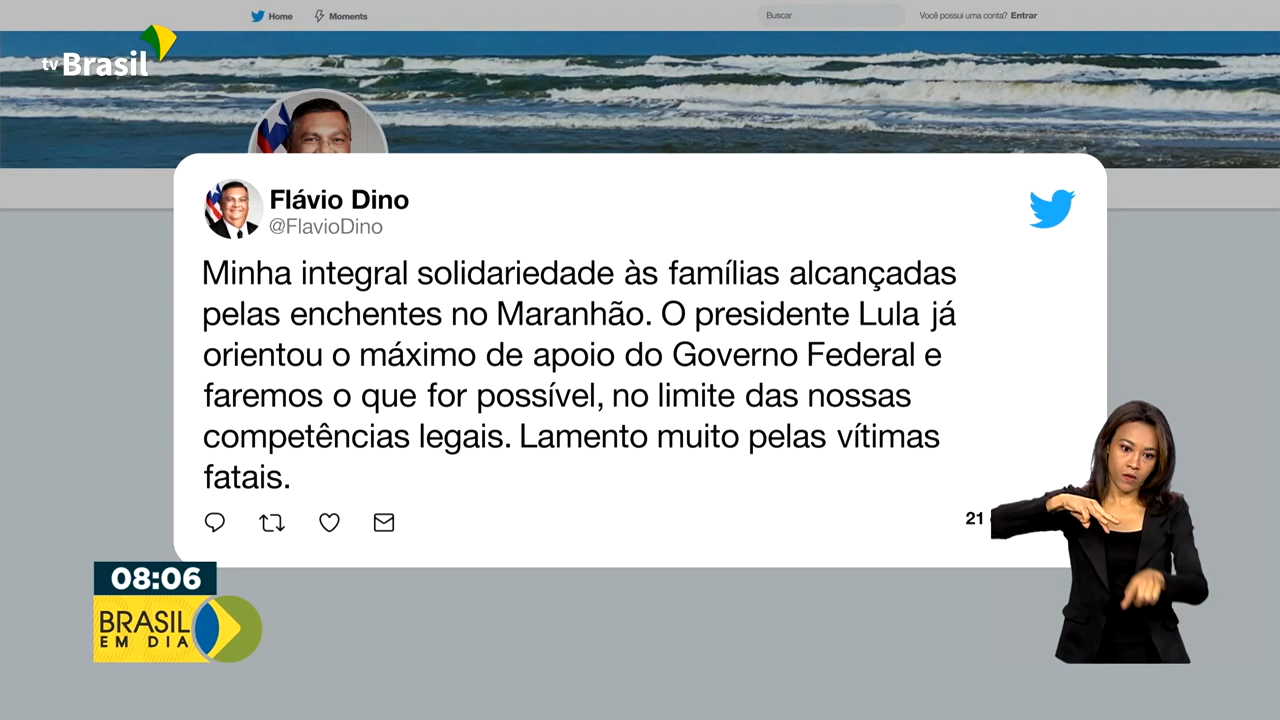 Home
Moments
Buscar
Você possui uma conta? Entrar
tv Brasil
Flávio Dino
@FlavioDino
Minha integral solidariedade às famílias alcançadas
pelas enchentes no Maranhão. O presidente Lula já
orientou o máximo de apoio do Governo Federal e
faremos o que for possível, no limite das nossas
competências legais. Lamento muito pelas vítimas
fatais.
21
08:06
BRASIL
EM DIA